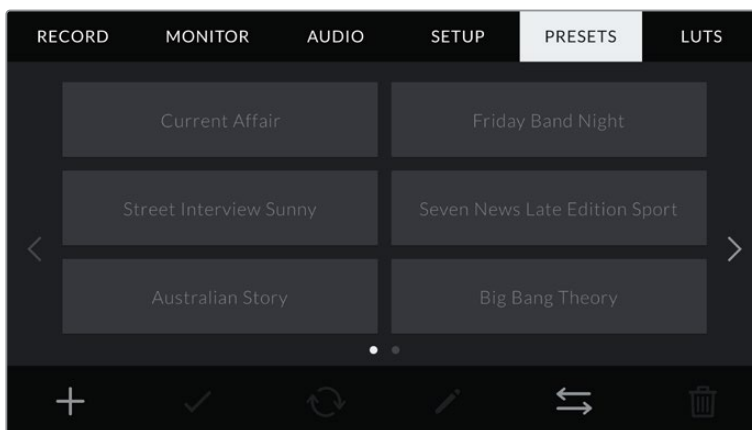 RECORD MONITOR AUDIO SETUP PRESETS LUTS
Current Affair Friday Band Night
Street Interview Sunny Seven News Late Edition Sport
Australian Story Big Bang Theory